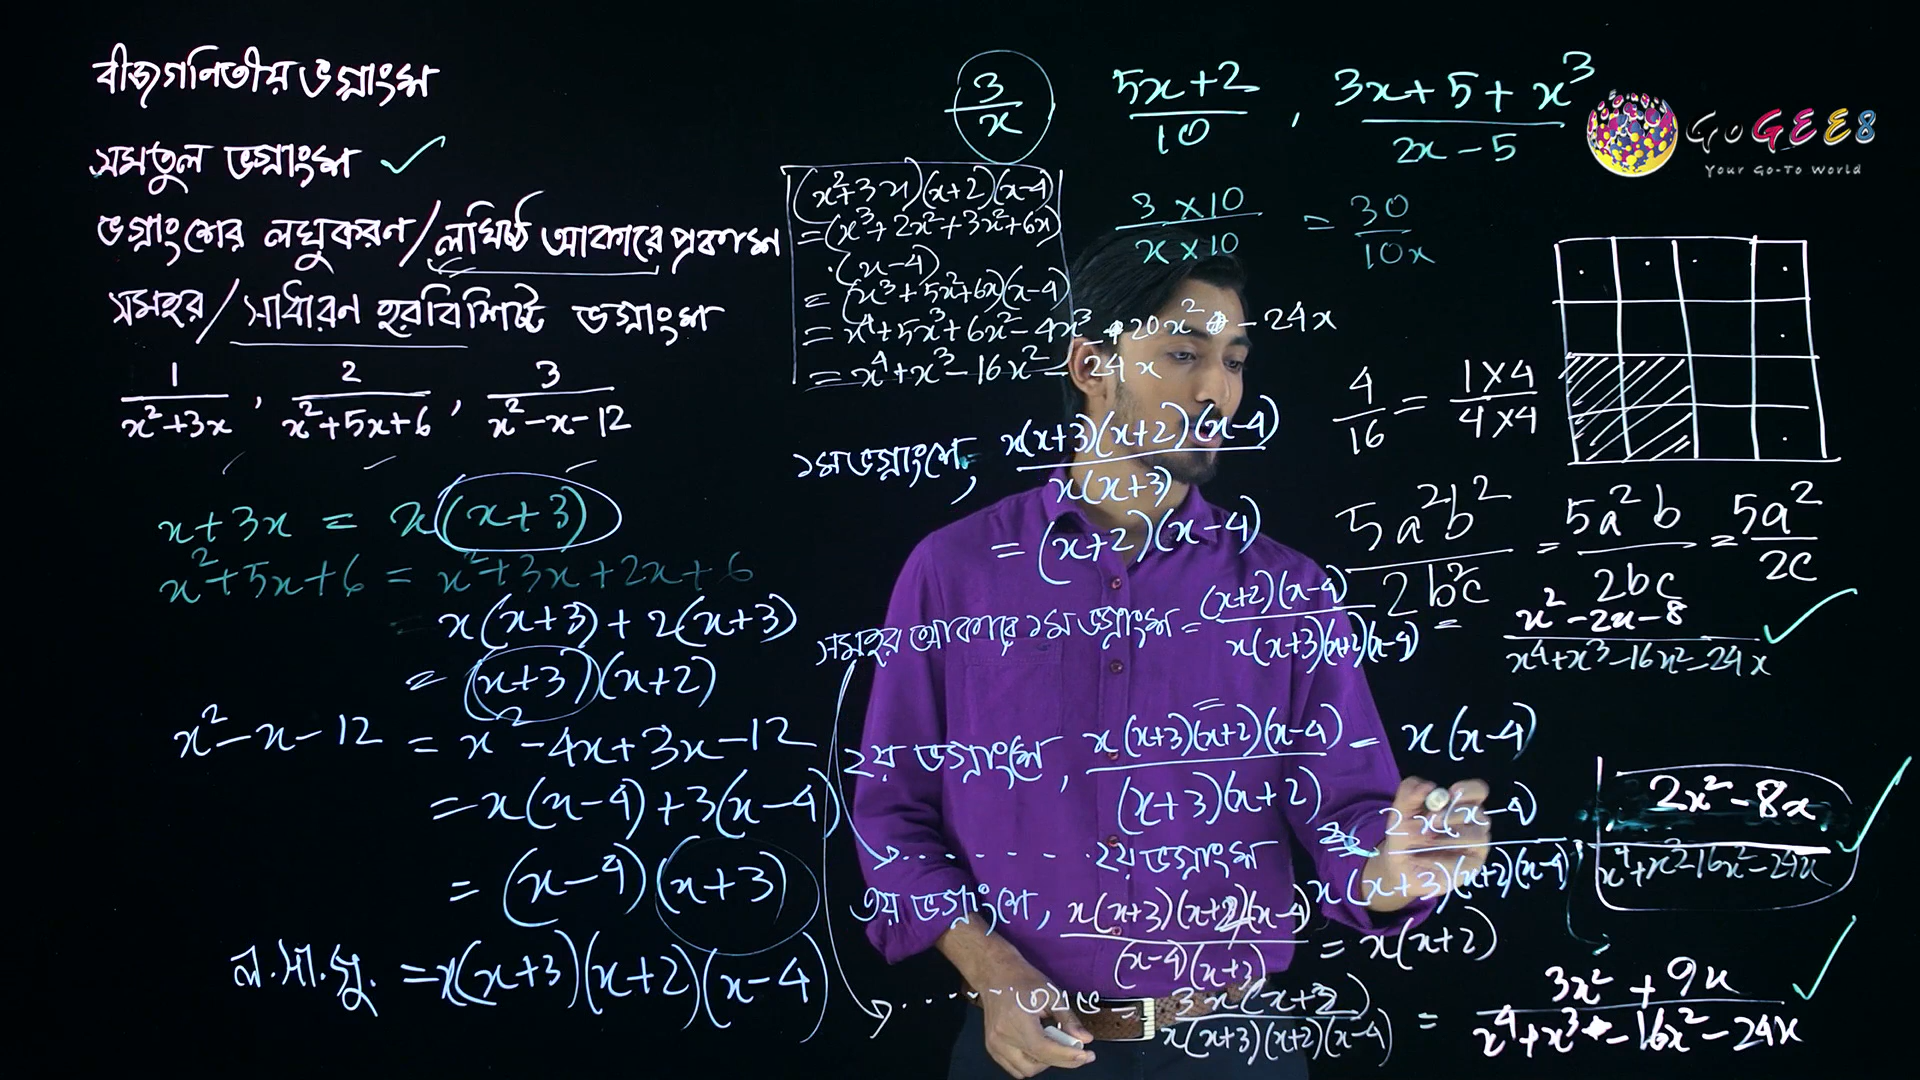 বীজগণিতীয় ভগ্নাংশ
সমতুল ভগ্নাংশ ✓
ভগ্নাংশের লঘুকরণ/লঘিষ্ঠ আকারে প্রকাশ
সমহর/সাধারন হরবিশিষ্ট ভগ্নাংশ
1/(x²+3x), 2/(x²+5x+6), 3/(x²-x-12)
x+3x = x(x+3)
x²+5x+6 = x²+3x+2x+6
= x(x+3)+2(x+3)
= (x+3)(x+2)
x²-x-12 = x²-4x+3x-12
= x(x-4)+3(x-4)
= (x-4)(x+3)
ল.সা.গু. = x(x+3)(x+2)(x-4)
3/x
(5x+2)/10, (3x+5+x³)/(2x-5)
GoGEE8
Your Go-To World
(x²+3x)(x+2)(x-4)
= (x³+2x²+3x²+6x)
.(x-4)
= (x³+5x²+6x)(x-4)
= x⁴+5x³+6x²-4x³-20x²-24x
= x⁴+x³-16x²-24x
(3×10)/(x×10) = 30/10x
4/16 = (1×4)/(4×4)
১ম ভগ্নাংশে, x(x+3)(x+2)(x-4)/x(x+3)
= (x+2)(x-4)
5a²b²/2b²c = 5a²b/2bc = 5a²/2c
সমহর আকারে ১ম ভগ্নাংশ = (x+2)(x-4)/x(x+3)(x+2)(x-4) = (x²-2x-8)/(x⁴+x³-16x²-24x) ✓
২য় ভগ্নাংশে, x(x+3)(x+2)(x-4)/(x+3)(x+2) = x(x-4)
........ ২য় ভগ্নাংশ = 2x(x-4)/x(x+3)(x+2)(x-4)
(2x²-8x)/(x⁴+x³-16x²-24x) ✓
৩য় ভগ্নাংশে, x(x+3)(x+2)(x-4)/(x-4)(x+3) = x(x+2)
...... = 3x(x+3)/x(x+3)(x+2)(x-4) = (3x²+9x)/(x⁴+x³-16x²-24x) ✓